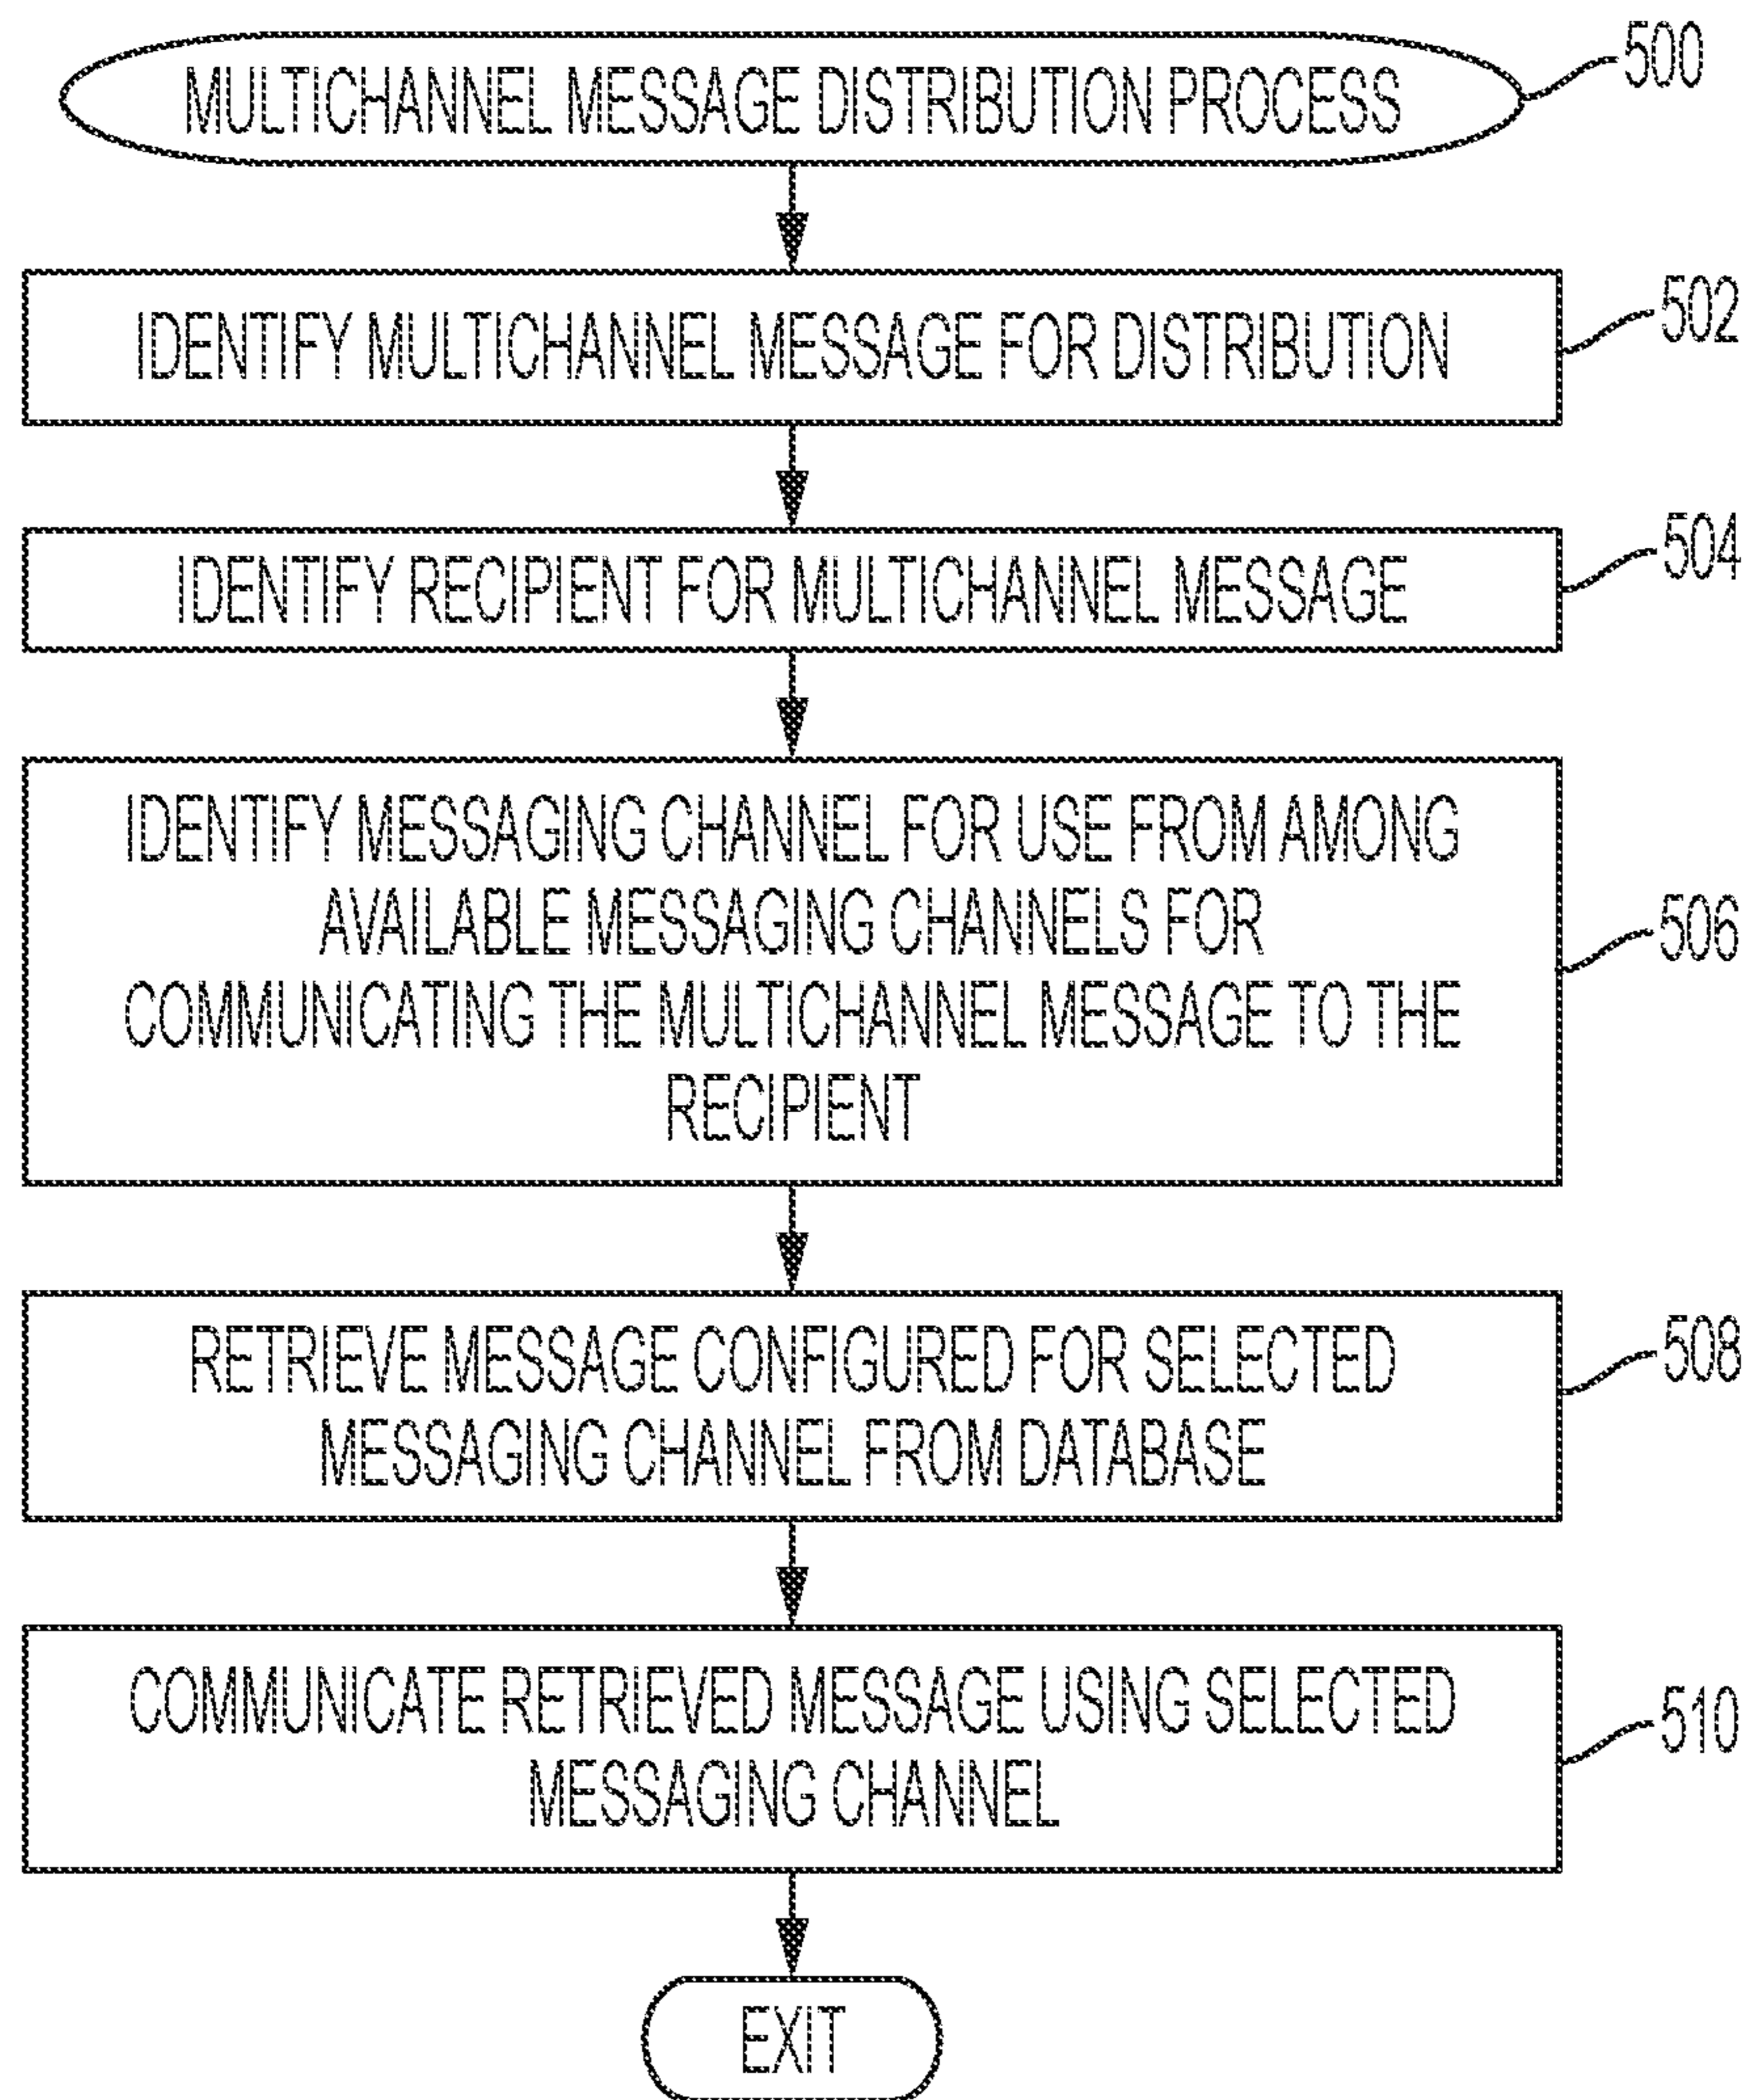 MULTICHANNEL MESSAGE DISTRIBUTION PROCESS
500
IDENTIFY MULTICHANNEL MESSAGE FOR DISTRIBUTION
502
IDENTIFY RECIPIENT FOR MULTICHANNEL MESSAGE
504
IDENTIFY MESSAGING CHANNEL FOR USE FROM AMONG
AVAILABLE MESSAGING CHANNELS FOR
COMMUNICATING THE MULTICHANNEL MESSAGE TO THE
RECIPIENT
506
RETRIEVE MESSAGE CONFIGURED FOR SELECTED
MESSAGING CHANNEL FROM DATABASE
508
COMMUNICATE RETRIEVED MESSAGE USING SELECTED
MESSAGING CHANNEL
510
EXIT